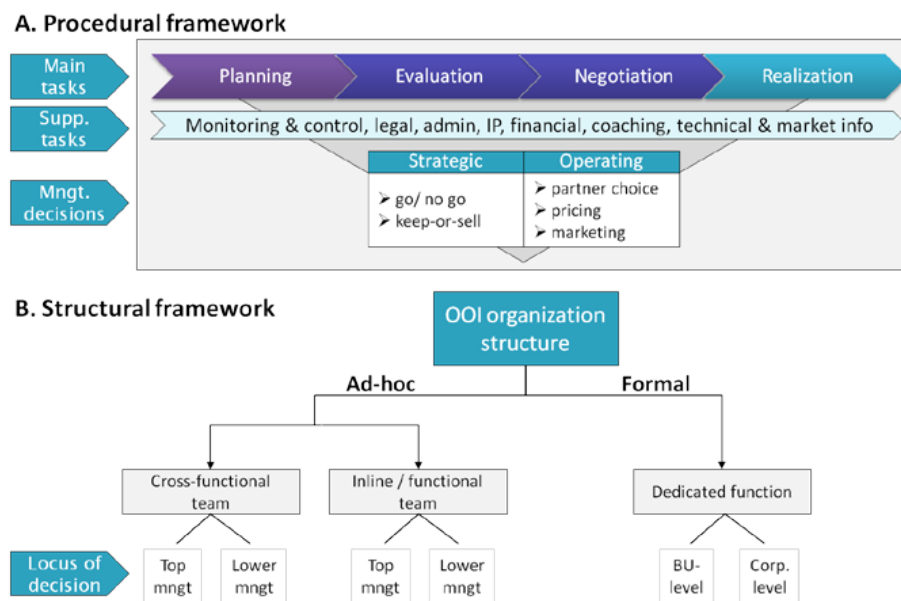 A. Procedural framework
Main
tasks
Planning
Evaluation
Negotiation
Realization
Supp.
tasks
Monitoring & control, legal, admin, IP, financial, coaching, technical & market info
Mngt.
decisions
Strategic
Operating
➢ go/ no go
➢ keep-or-sell
➢ partner choice
➢ pricing
➢ marketing
B. Structural framework
OOI organization
structure
Ad-hoc
Formal
Cross-functional
team
Inline / functional
team
Dedicated function
Locus of
decision
Top
mngt
Lower
mngt
Top
mngt
Lower
mngt
BU-
level
Corp.
level